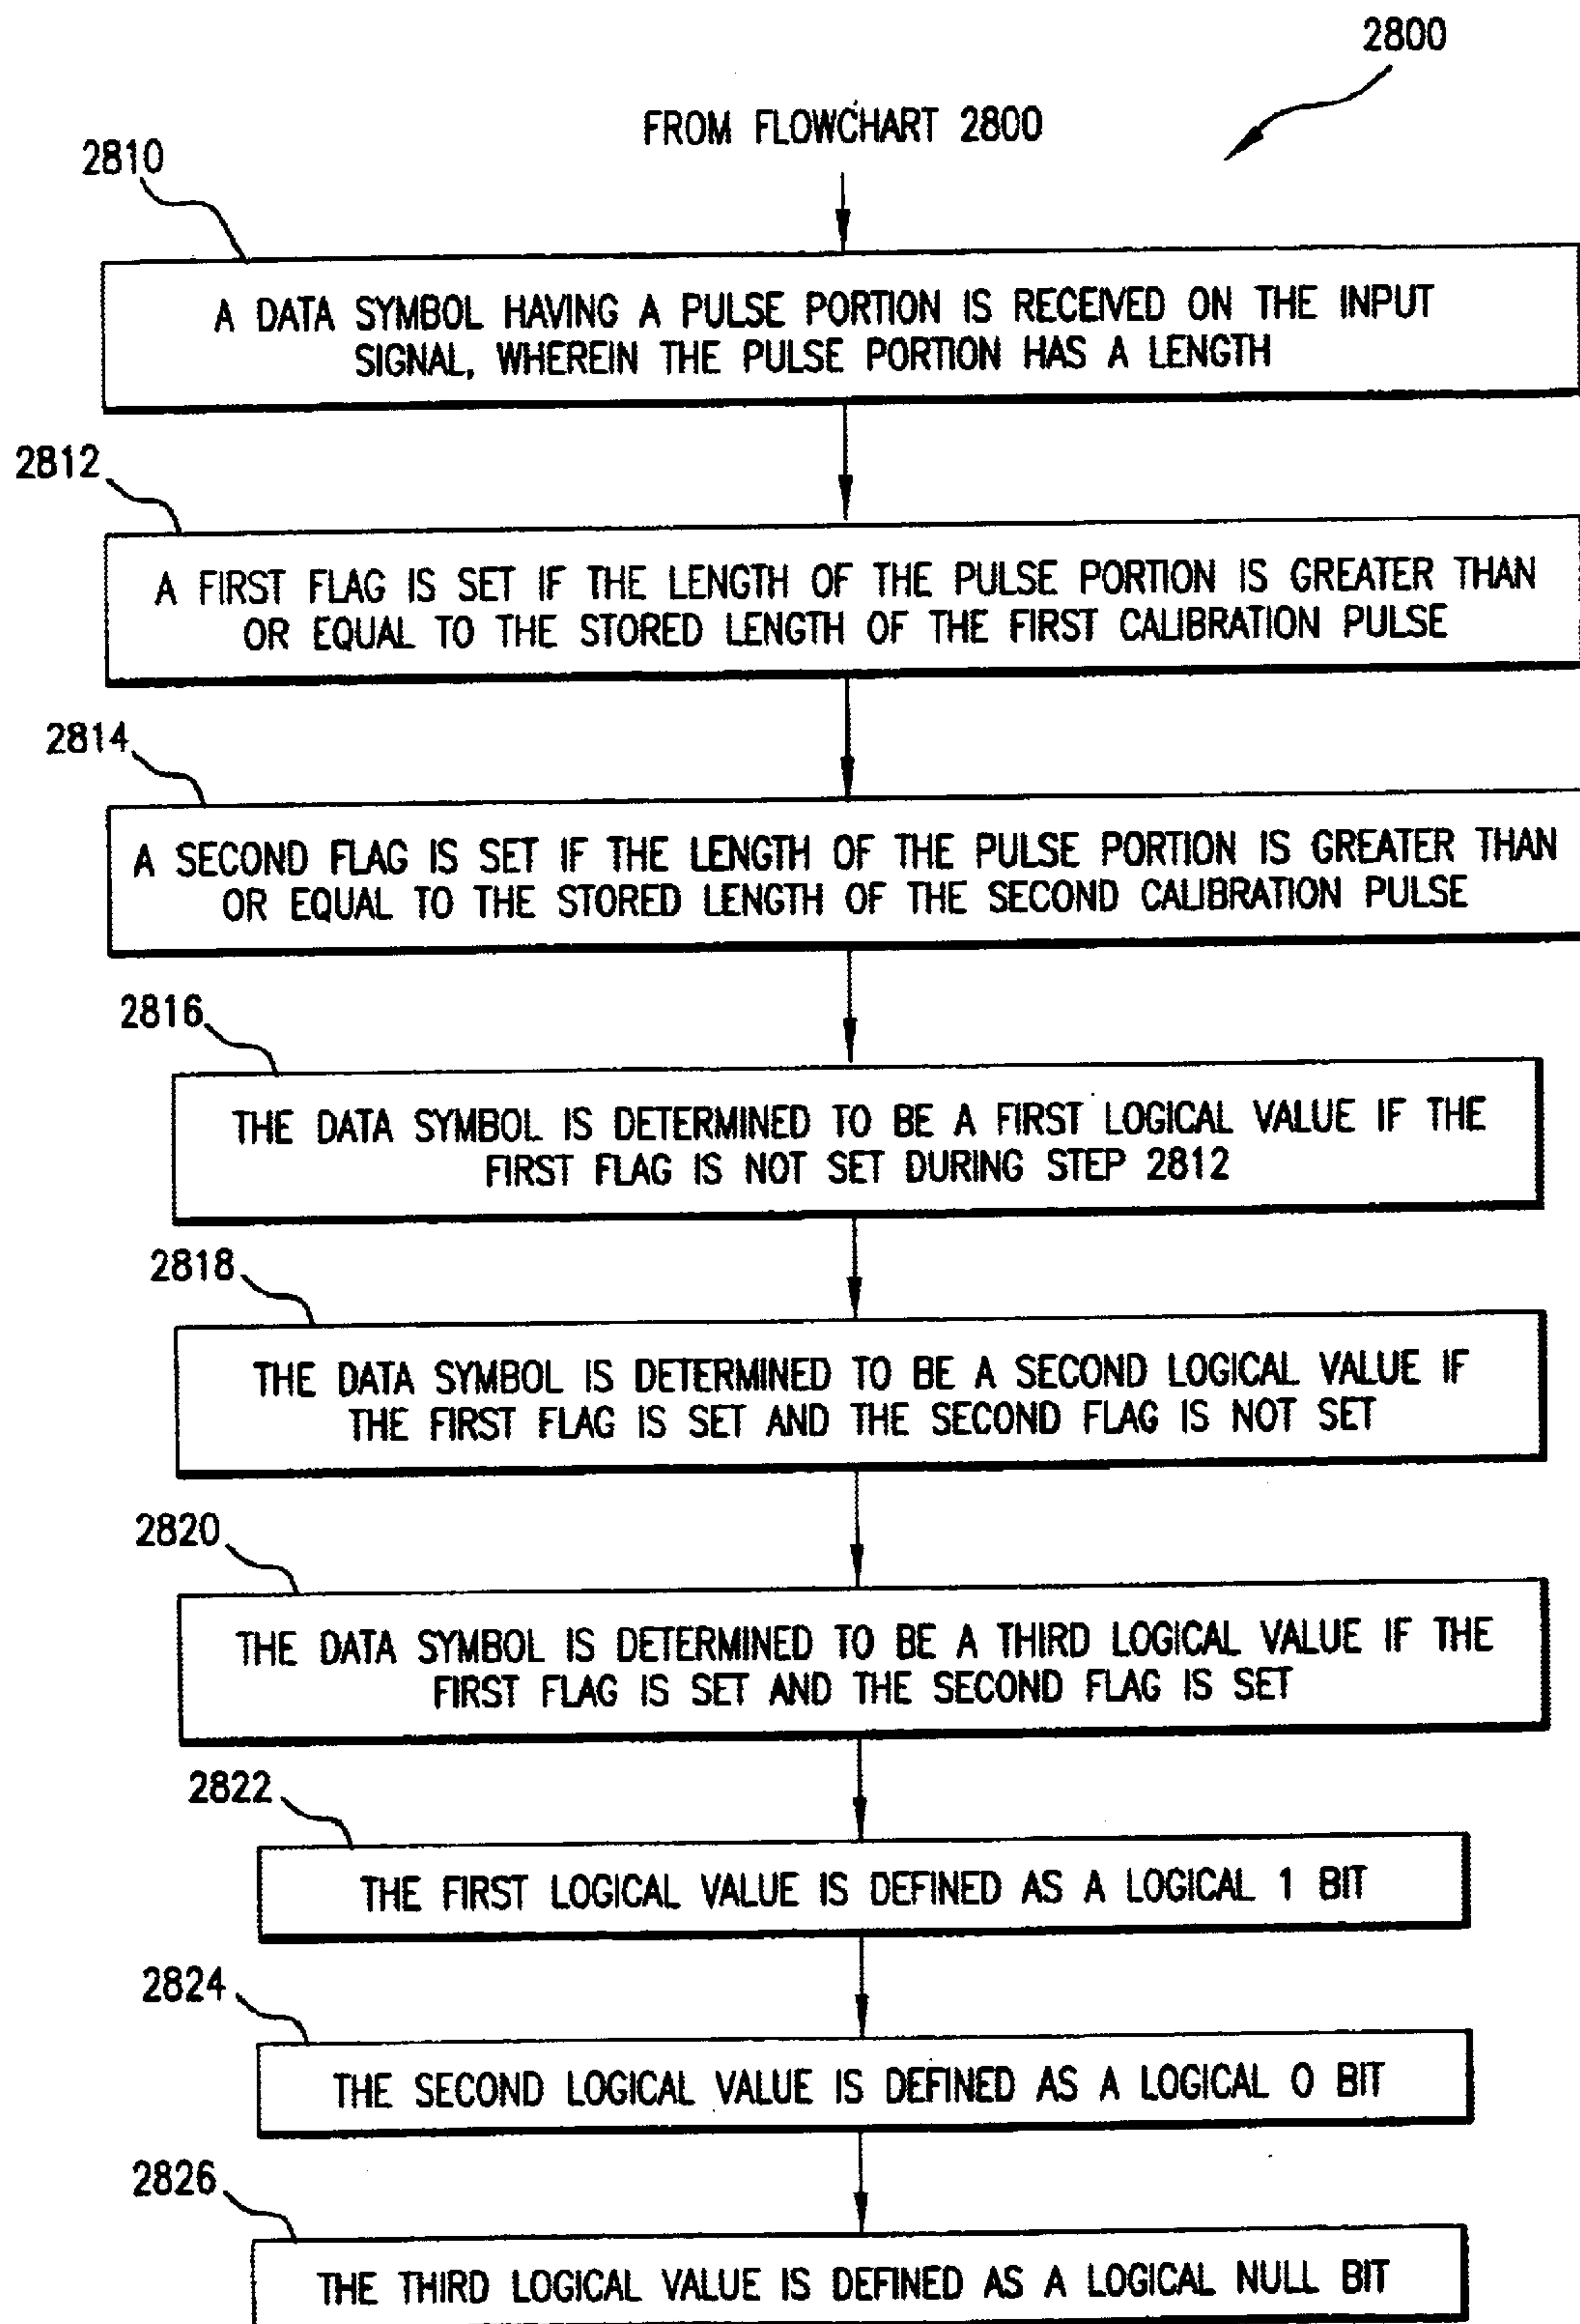 2800
FROM FLOWCHART 2800
2810
A DATA SYMBOL HAVING A PULSE PORTION IS RECEIVED ON THE INPUT
SIGNAL, WHEREIN THE PULSE PORTION HAS A LENGTH
2812
A FIRST FLAG IS SET IF THE LENGTH OF THE PULSE PORTION IS GREATER THAN
OR EQUAL TO THE STORED LENGTH OF THE FIRST CALIBRATION PULSE
2814
A SECOND FLAG IS SET IF THE LENGTH OF THE PULSE PORTION IS GREATER THAN
OR EQUAL TO THE STORED LENGTH OF THE SECOND CALIBRATION PULSE
2816
THE DATA SYMBOL IS DETERMINED TO BE A FIRST LOGICAL VALUE IF THE
FIRST FLAG IS NOT SET DURING STEP 2812
2818
THE DATA SYMBOL IS DETERMINED TO BE A SECOND LOGICAL VALUE IF
THE FIRST FLAG IS SET AND THE SECOND FLAG IS NOT SET
2820
THE DATA SYMBOL IS DETERMINED TO BE A THIRD LOGICAL VALUE IF THE
FIRST FLAG IS SET AND THE SECOND FLAG IS SET
2822
THE FIRST LOGICAL VALUE IS DEFINED AS A LOGICAL 1 BIT
2824
THE SECOND LOGICAL VALUE IS DEFINED AS A LOGICAL 0 BIT
2826
THE THIRD LOGICAL VALUE IS DEFINED AS A LOGICAL NULL BIT